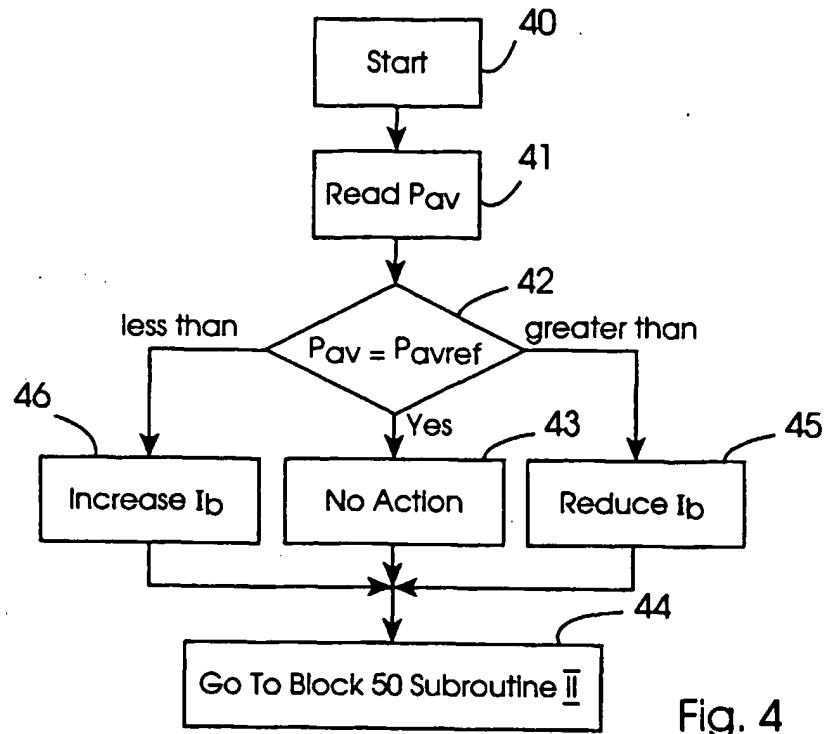 40
Start
41
Read Pav
42
less than
Pav = Pavref
greater than
46
Yes
43
45
Increase Ib
No Action
Reduce Ib
44
Go To Block 50 Subroutine II
Fig. 4